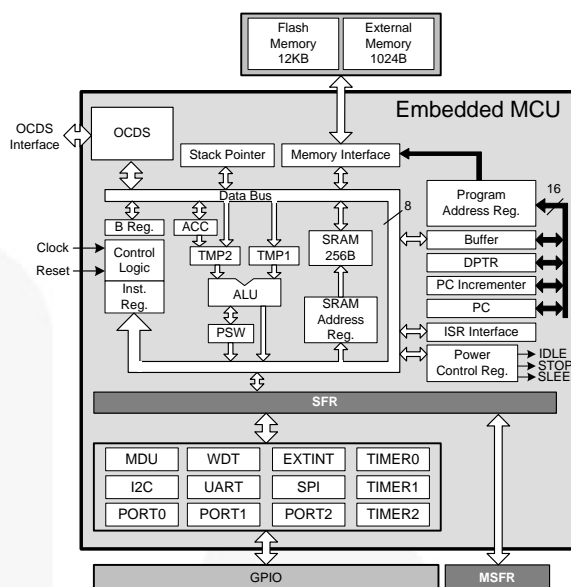 Flash
Memory
12KB
External
Memory
1024B
Embedded MCU
OCDS
Interface
OCDS
Stack Pointer
Memory Interface
Data Bus
8
16
Program
Address Reg.
B Reg.
ACC
TMP2
TMP1
SRAM
256B
Buffer
DPTR
PC Incrementer
PC
Clock
Reset
Control
Logic
Inst.
Reg.
ALU
PSW
SRAM
Address
Reg.
ISR Interface
Power
Control Reg.
IDLE
STOP
SLEE
SFR
MDU
WDT
EXTINT
TIMER0
I2C
UART
SPI
TIMER1
PORT0
PORT1
PORT2
TIMER2
GPIO
MSFR